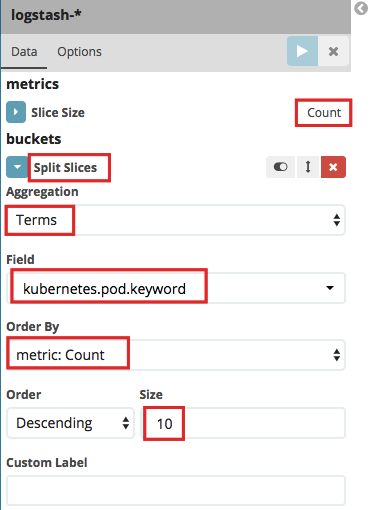 logstash-*
Data Options
metrics
Slice Size Count
buckets
Split Slices
Aggregation
Terms
Field
kubernetes.pod.keyword
Order By
metric: Count
Order Size
Descending 10
Custom Label